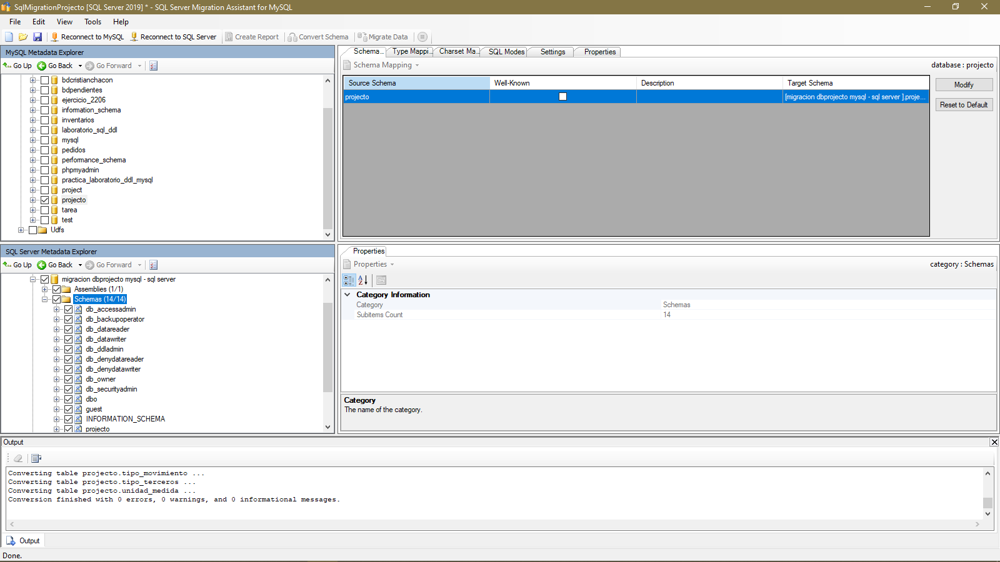 SqlMigrationProjecto [SQL Server 2019] * - SQL Server Migration Assistant for MySQL
File Edit View Tools Help
Reconnect to MySQL Reconnect to SQL Server Create Report Convert Schema Migrate Data
MySQL Metadata Explorer
Go Up Go Back Go Forward
bdcristianchacon
bdpendientes
ejercicio_2206
information_schema
inventarios
laboratorio_sql_ddl
mysql
pedidos
performance_schema
phpmyadmin
practica_laboratorio_ddl_mysql
project
projecto
tarea
test
Udfs
Schema... Type Mappi... Charset Ma... SQL Modes Settings Properties
Schema Mapping database : projecto
Source Schema Well-Known Description Target Schema
projecto [migracion dbprojecto mysql - sql server ].proje...
Modify
Reset to Default
SQL Server Metadata Explorer
Go Up Go Back Go Forward
migracion dbprojecto mysql - sql server
Assemblies (1/1)
Schemas (14/14)
db_accessadmin
db_backupoperator
db_datareader
db_datawriter
db_ddladmin
db_denydatareader
db_denydatawriter
db_owner
db_securityadmin
dbo
guest
INFORMATION_SCHEMA
projecto
Properties
Properties category : Schemas
Category Information
Category Schemas
Subitems Count 14
Category
The name of the category.
Output
Converting table projecto.tipo_movimiento ...
Converting table projecto.tipo_terceros ...
Converting table projecto.unidad_medida ...
Conversion finished with 0 errors, 0 warnings, and 0 informational messages.
Output
Done.